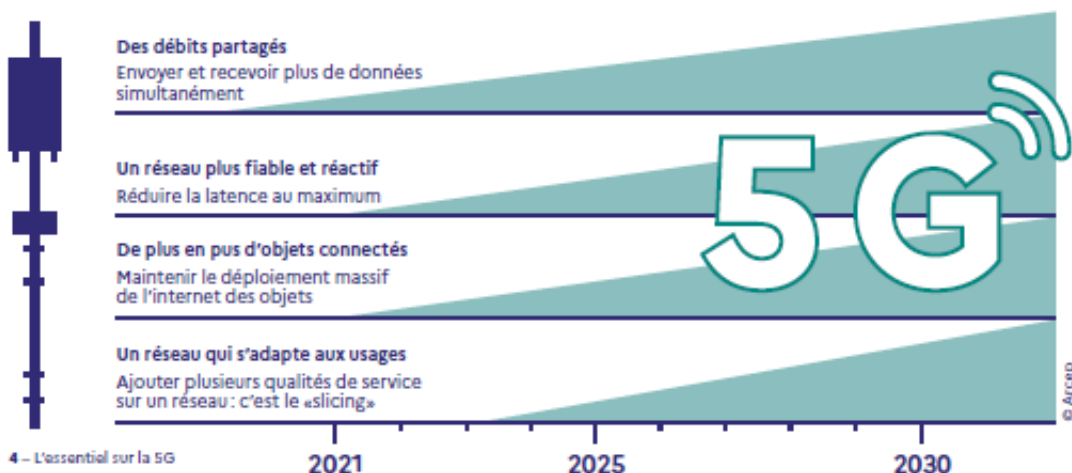 Des débits partagés
Envoyer et recevoir plus de données
simultanément
Un réseau plus fiable et réactif
Réduire la latence au maximum
De plus en pus d'objets connectés
Maintenir le déploiement massif
de l'internet des objets
Un réseau qui s'adapte aux usages
Ajouter plusieurs qualités de service
sur un réseau : c'est le «slicing»
5G
© Arcep
4 – L'essentiel sur la 5G
2021
2025
2030